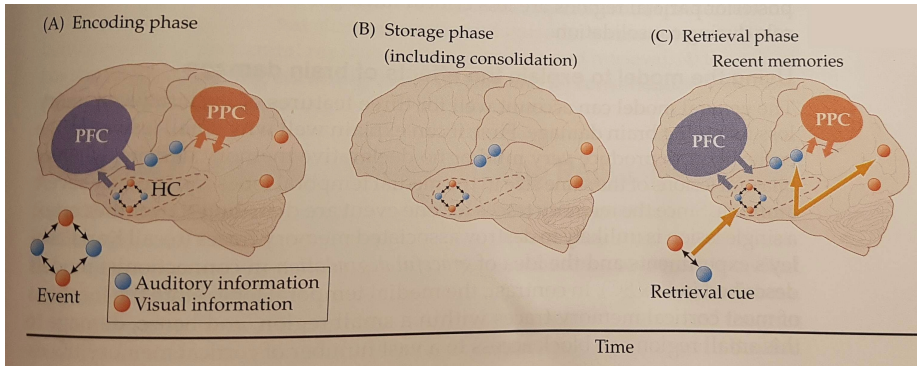 (A) Encoding phase
PFC
PPC
HC
Event
Auditory information
Visual information
(B) Storage phase
(including consolidation)
(C) Retrieval phase
Recent memories
PFC
PPC
Retrieval cue
Time